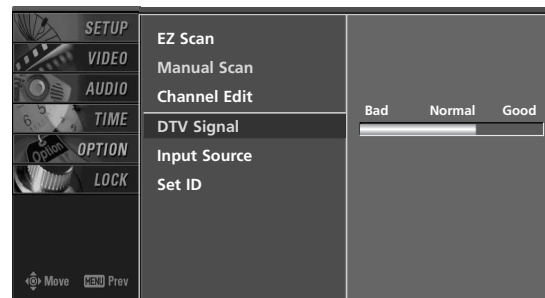 SETUP
VIDEO
AUDIO
TIME
OPTION
LOCK
Move MENU Prev
EZ Scan
Manual Scan
Channel Edit
DTV Signal
Input Source
Set ID
Bad Normal Good